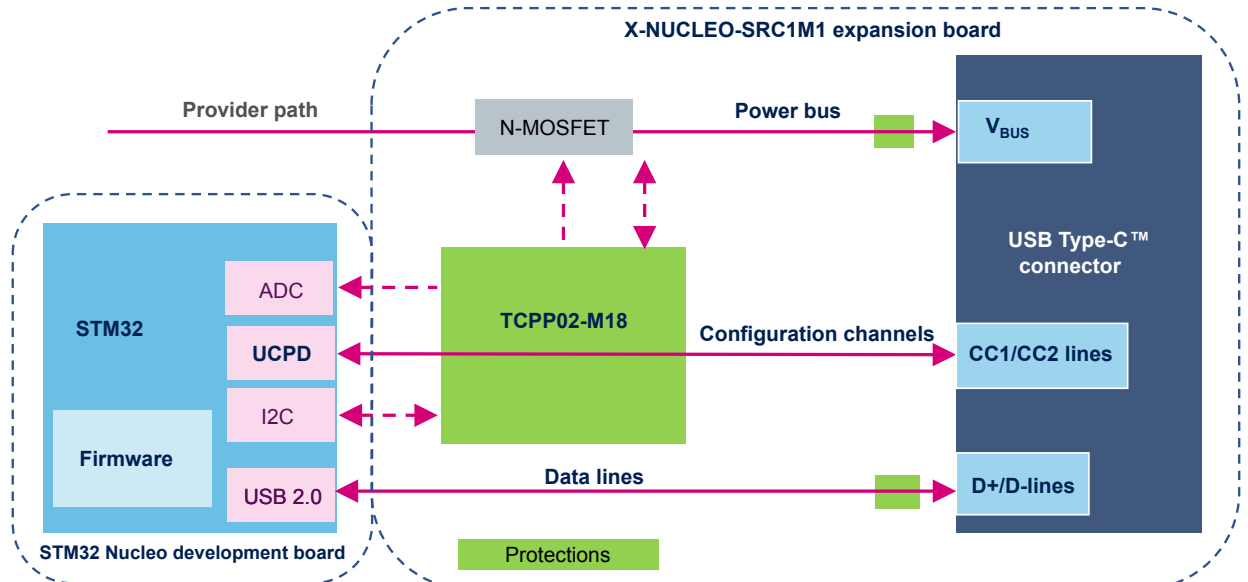 X-NUCLEO-SRC1M1 expansion board
Provider path
N-MOSFET
Power bus
VBUS
USB Type-C™
connector
ADC
STM32
TCPP02-M18
UCPD
Configuration channels
CC1/CC2 lines
I2C
Firmware
USB 2.0
Data lines
D+/D-lines
STM32 Nucleo development board
Protections